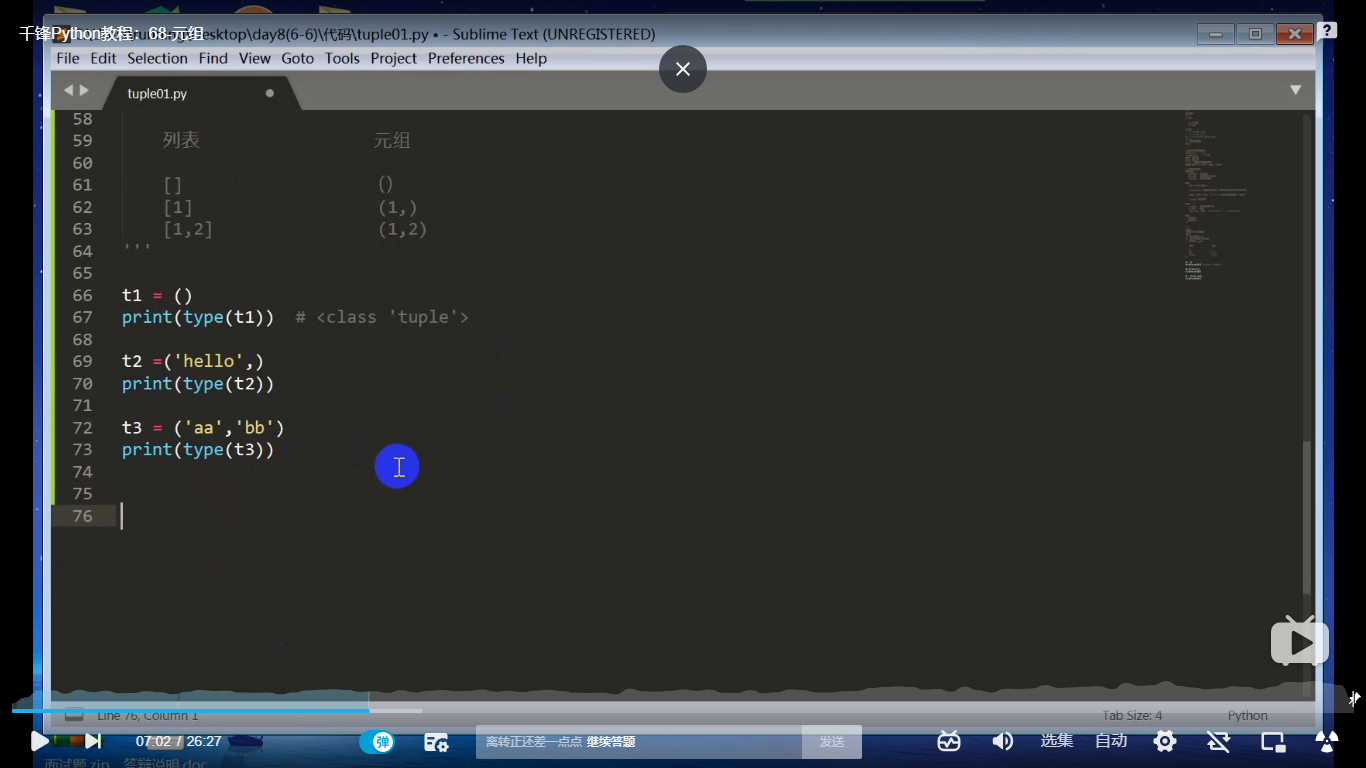 千锋Python教程：68-元组
esktop\day8(6-6)\代码\tuple01.py • - Sublime Text (UNREGISTERED)
File Edit Selection Find View Goto Tools Project Preferences Help
tuple01.py
58
59 列表 元组
60
61 [] ()
62 [1] (1,)
63 [1,2] (1,2)
64 '''
65
66 t1 = ()
67 print(type(t1)) # <class 'tuple'>
68
69 t2 =('hello',)
70 print(type(t2))
71
72 t3 = ('aa','bb')
73 print(type(t3))
74
75
76
Line 76, Column 1 Tab Size: 4 Python
07:02 / 26:27 弹 离转正还差一点点 继续答题 发送 选集 自动
面试题.zip 答辩说明.doc